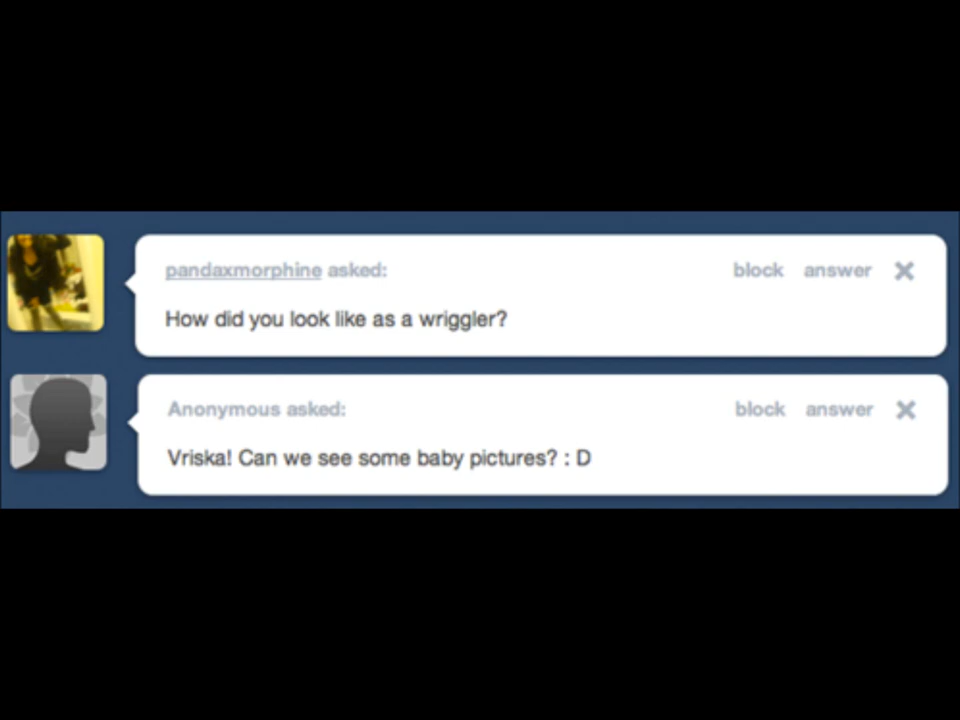 pandaxmorphine asked: block answer
How did you look like as a wriggler?
Anonymous asked: block answer
Vriska! Can we see some baby pictures? : D